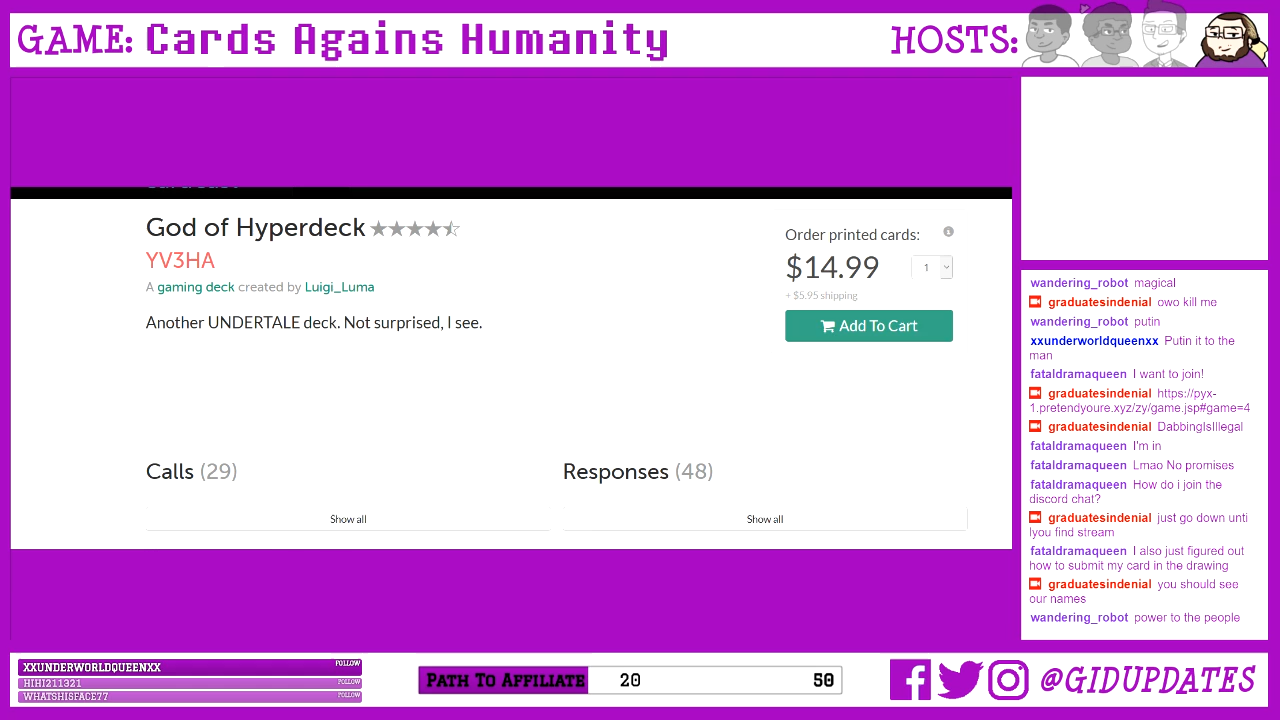 GAME: Cards Agains Humanity
HOSTS:
God of Hyperdeck
YV3HA
A gaming deck created by Luigi_Luma
Another UNDERTALE deck. Not surprised, I see.
Order printed cards:
$14.99
1
+ $5.95 shipping
Add To Cart
Calls (29)
Responses (48)
Show all
Show all
wandering_robot magical
graduatesindenial owo kill me
wandering_robot putin
xxunderworldqueenxx Putin it to the
man
fataldramaqueen I want to join!
graduatesindenial https://pyx-
1.pretendyoure.xyz/zy/game.jsp#game=4
graduatesindenial DabbingIsIllegal
fataldramaqueen I'm in
fataldramaqueen Lmao No promises
fataldramaqueen How do i join the
discord chat?
graduatesindenial just go down unti
lyou find stream
fataldramaqueen I also just figured out
how to submit my card in the drawing
graduatesindenial you should see
our names
wandering_robot power to the people
XXUNDERWORLDQUEENXX FOLLOW
HIHI211321 FOLLOW
WHATSHISFACE77 FOLLOW
PATH TO AFFILIATE 20 50
@GIDUPDATES